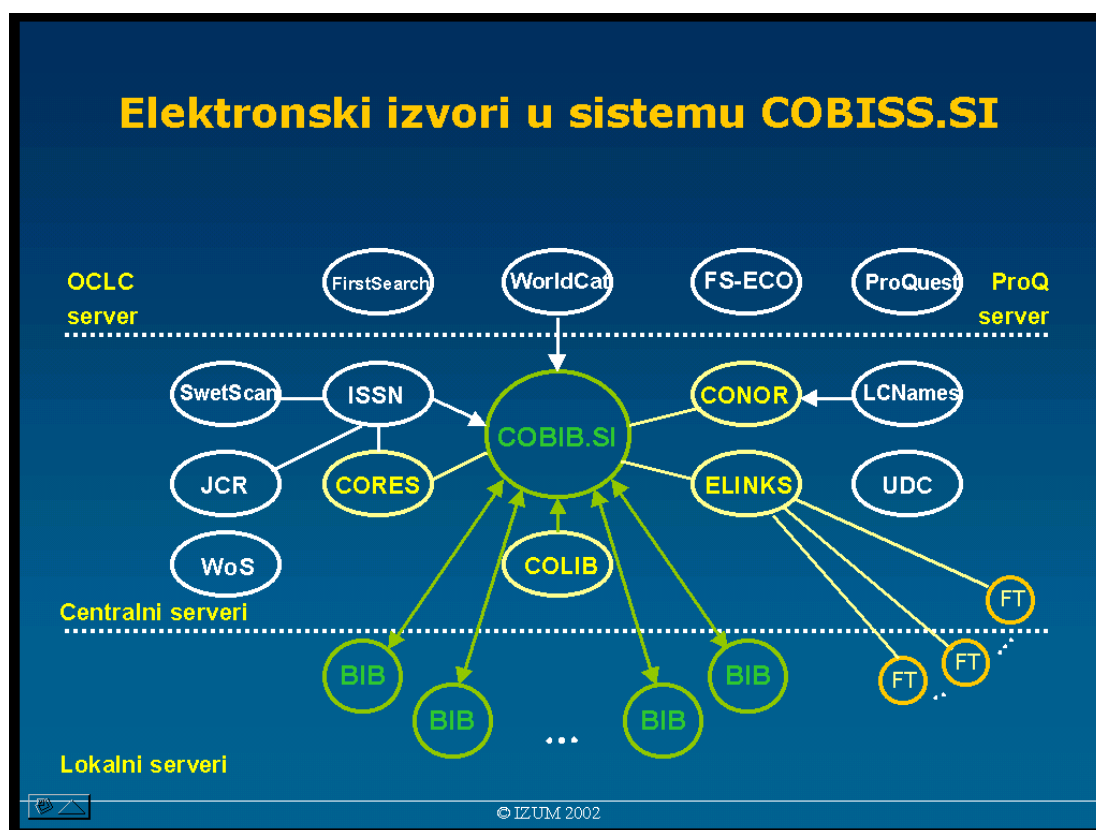 Elektronski izvori u sistemu COBISS.SI
OCLC
server
FirstSearch
WorldCat
FS-ECO
ProQuest
ProQ
server
SwetScan
ISSN
COBIB.SI
CONOR
LCNames
JCR
CORES
ELINKS
UDC
WoS
COLIB
FT
Centralni serveri
BIB
BIB
...
BIB
BIB
FT
..
FT
...
Lokalni serveri
© IZUM 2002